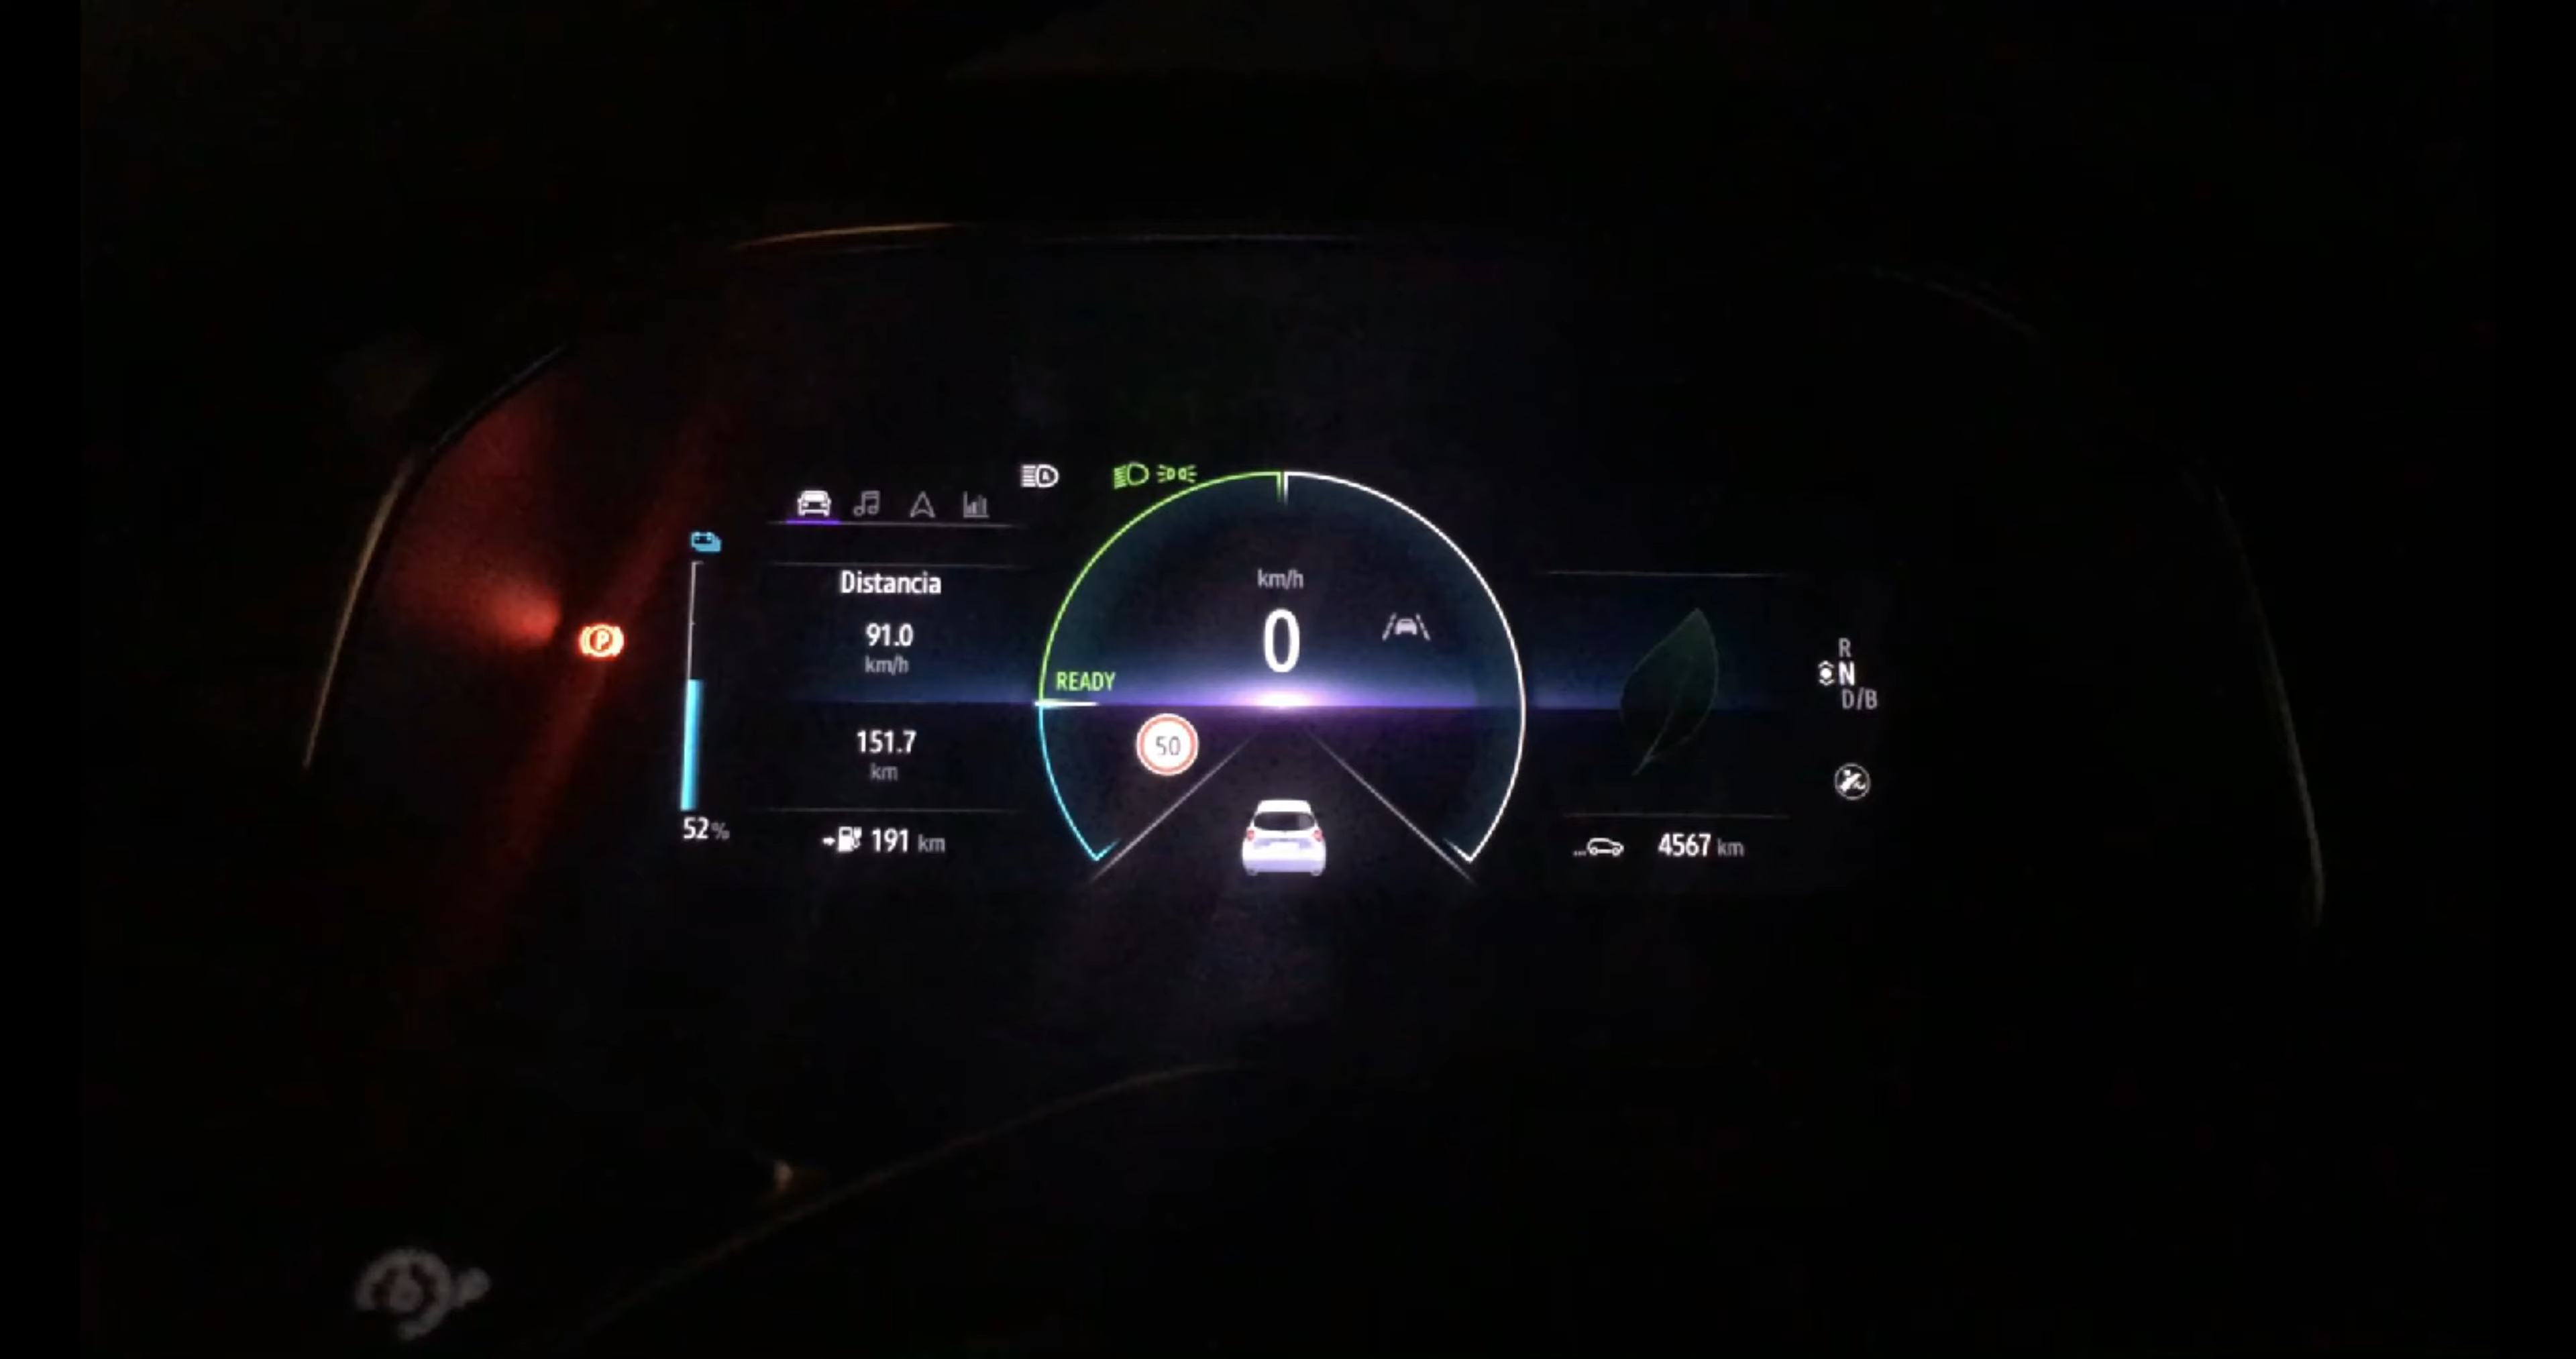 Distancia
91.0
km/h
151.7
km
52%
191 km
READY
km/h
0
50
R
N
D/B
... 4567 km
P
A